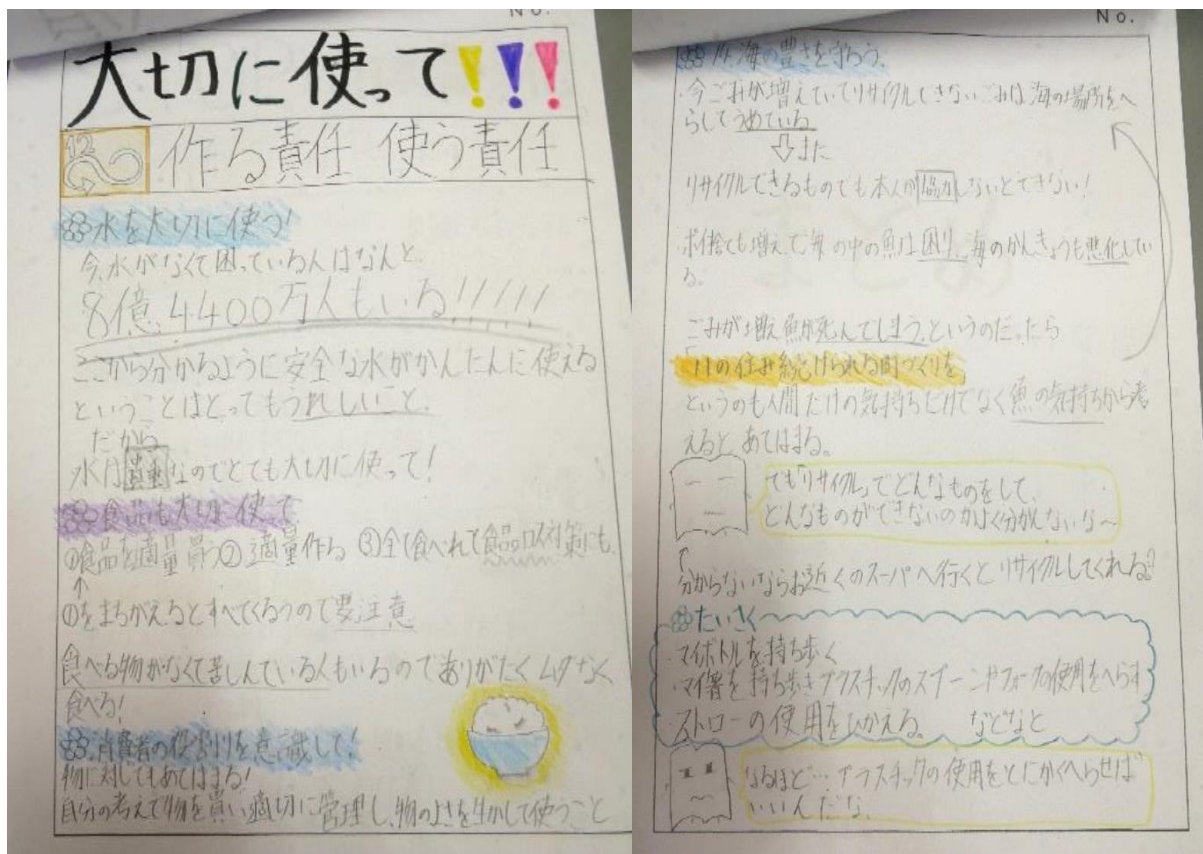 No.
大切に使って!!!
12
作る責任 使う責任
水を大切に使う!
今、水がなくて困っている人はなんと、
8億、4400万人もいる!!!!!
ここから分かるように安全な水がかんたんに使える
ということはとってもうれしいこと、
だから
水は貴重なのでとても大切に使って!
食品も大切に使って
①食品を適量買う②適量作る ③全て食べれて食品ロス対策にも、
↑
①をまちがえるとすべてくるうので要注意
食べる物がなくて苦しんでいる人もいるのでありがたくムダなく
食べる!
消費者の役割りを意識して!
物に対してもあてはまる!
自分の考えで物を買い適切に管理し、物のよさを生かして使うこと
No.
14.海の豊さを守ろう、
・今ごみが増えていてリサイクルしきないごみは海の場所をへ
らしてうめている
⇩また
リサイクルできるものでも本人が協力しないとできない!
・ポイ捨ても増えて、海の中の魚は困り、海のかんきょうも悪化してい
る。
ごみが増え魚が死んでしまう、というのだったら
「11の住み続けられる町づくりを
というのも人間だけの気持ちだけでなく魚の気持ちから考
えると、あてはまる。
でも「リサイクル」でどんなものをして、
どんなものができないのかよく分かんないな〜
↑
分からないならお近くのスーパへ行くとリサイクルしてくれる?
たいさく
・マイボトルを持ち歩く
・マイ箸を持ち歩きプラスチックのスプーンやフォークの使用をへらす
・ストローの使用をひかえる。 などなど
なるほど…プラスチックの使用をとにかくへらせば
いいんだな、